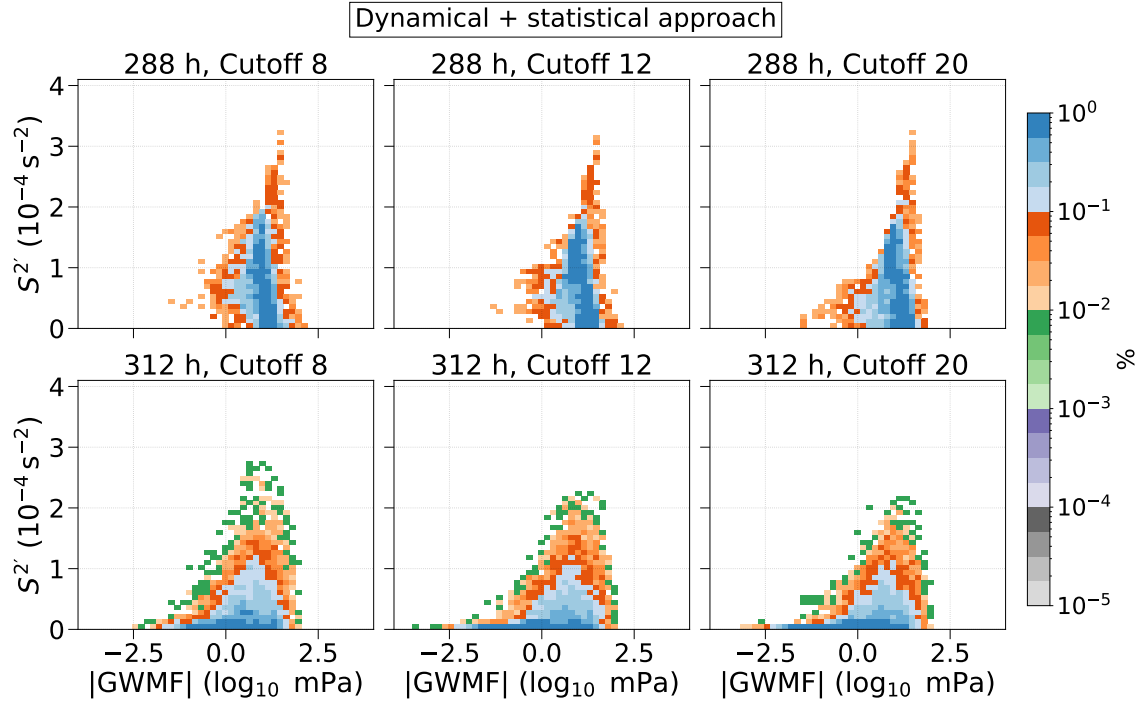 Dynamical + statistical approach
288 h, Cutoff 8
288 h, Cutoff 12
288 h, Cutoff 20
4
3
2
1
0
S²′ (10⁻⁴ s⁻²)
312 h, Cutoff 8
312 h, Cutoff 12
312 h, Cutoff 20
4
3
2
1
0
S²′ (10⁻⁴ s⁻²)
−2.5 0.0 2.5
−2.5 0.0 2.5
−2.5 0.0 2.5
|GWMF| (log₁₀ mPa)
|GWMF| (log₁₀ mPa)
|GWMF| (log₁₀ mPa)
10⁰
10⁻¹
10⁻²
10⁻³
10⁻⁴
10⁻⁵
%